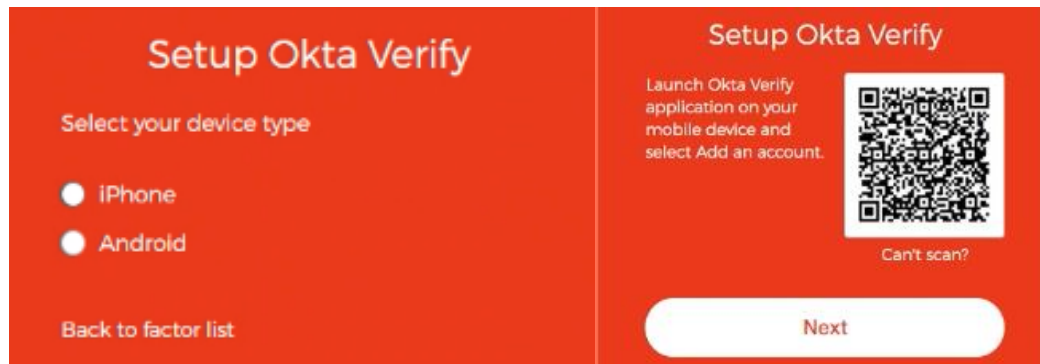 Setup Okta Verify
Select your device type
iPhone
Android
Back to factor list
Setup Okta Verify
Launch Okta Verify
application on your
mobile device and
select Add an account.
Can't scan?
Next